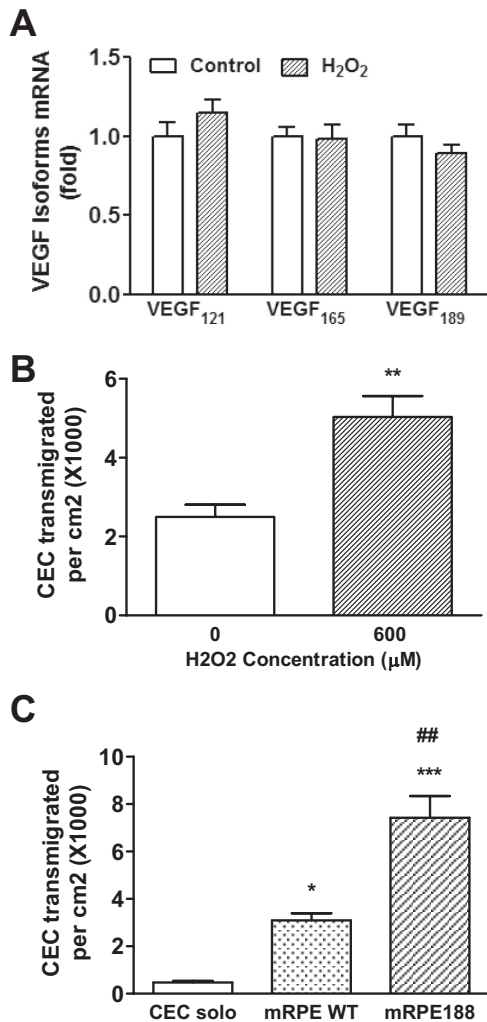 A
VEGF Isoforms mRNA
(fold)
1.5
1.0
0.5
0.0
Control
H₂O₂
VEGF₁₂₁
VEGF₁₆₅
VEGF₁₈₉
B
CEC transmigrated
per cm2 (X1000)
6
4
2
0
**
0
600
H2O2 Concentration (μM)
C
CEC transmigrated
per cm2 (X1000)
10
8
6
4
2
0
*
##
***
CEC solo
mRPE WT
mRPE188